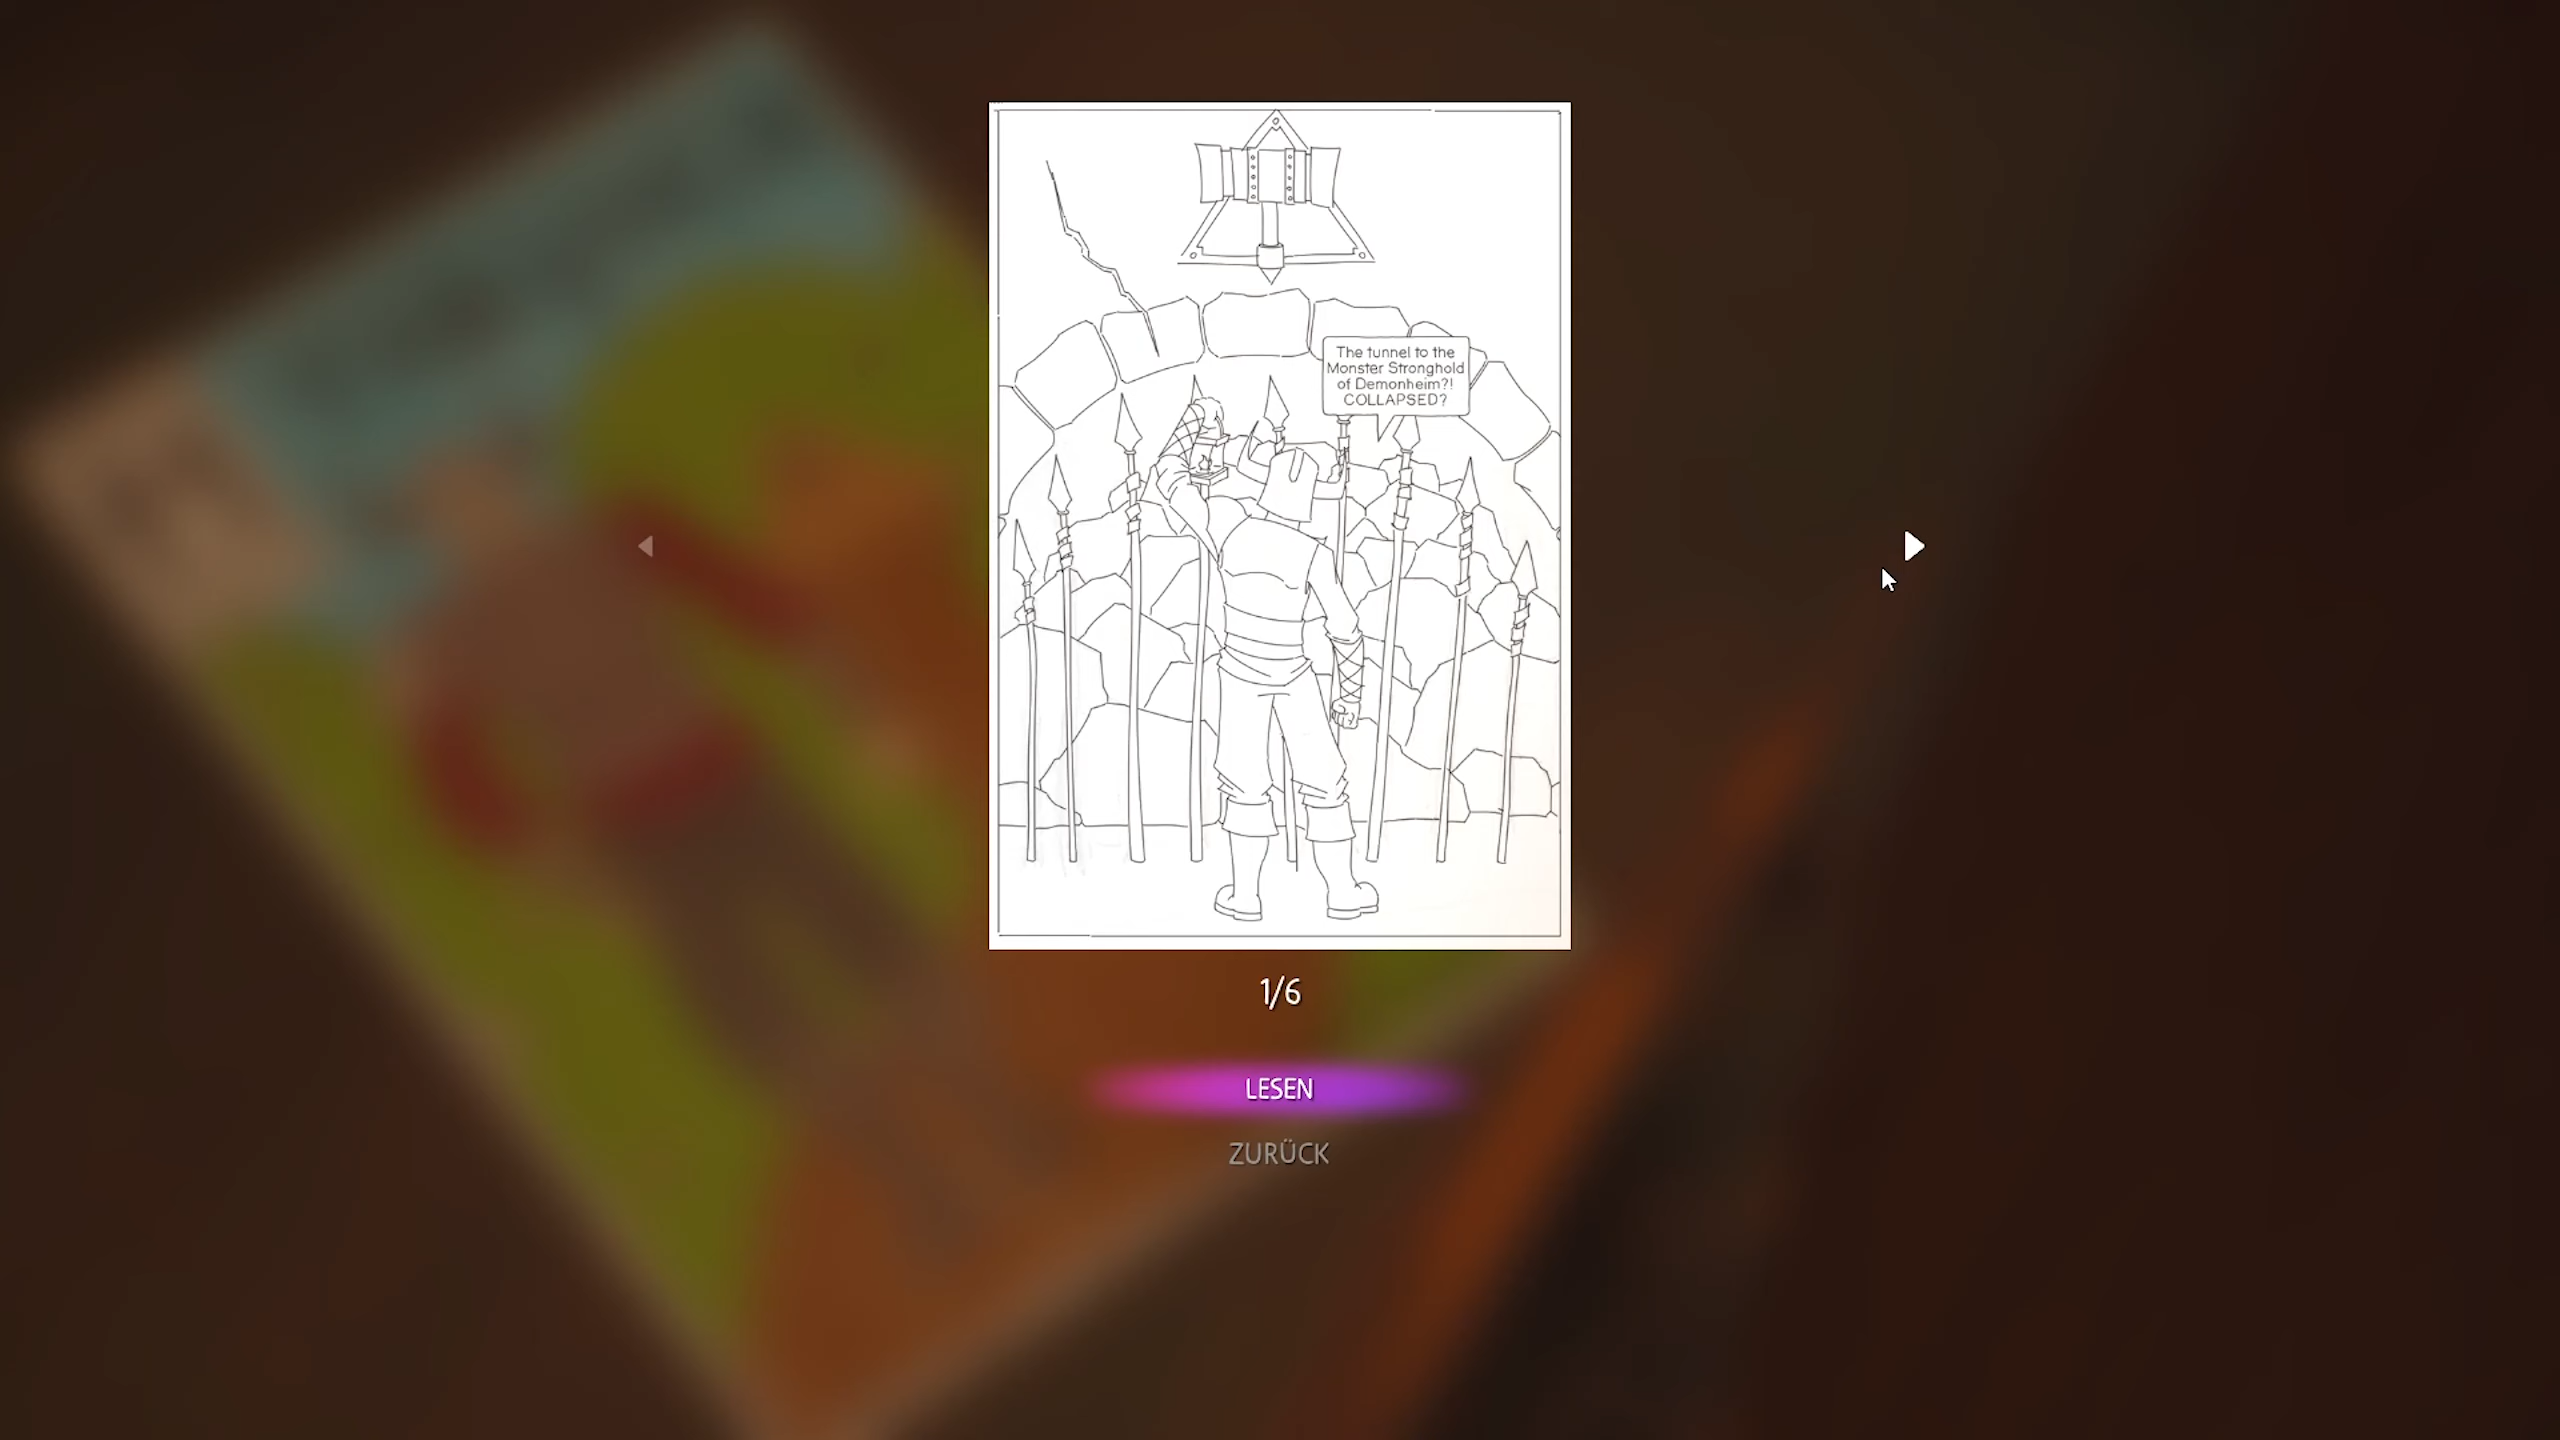 The tunnel to the
Monster Stronghold
of Demonheim?!
COLLAPSED?
1/6
LESEN
ZURÜCK